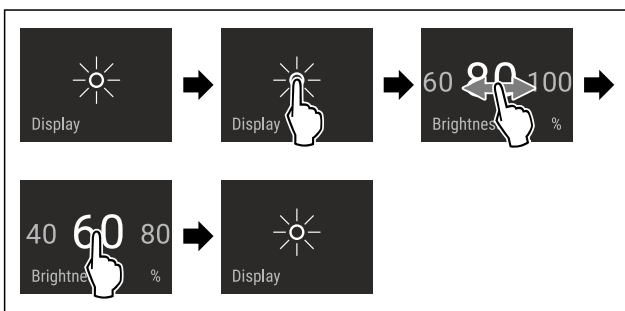 Display
Display
60 80 100
Brightnes %
40 60 80
Brightne %
Display